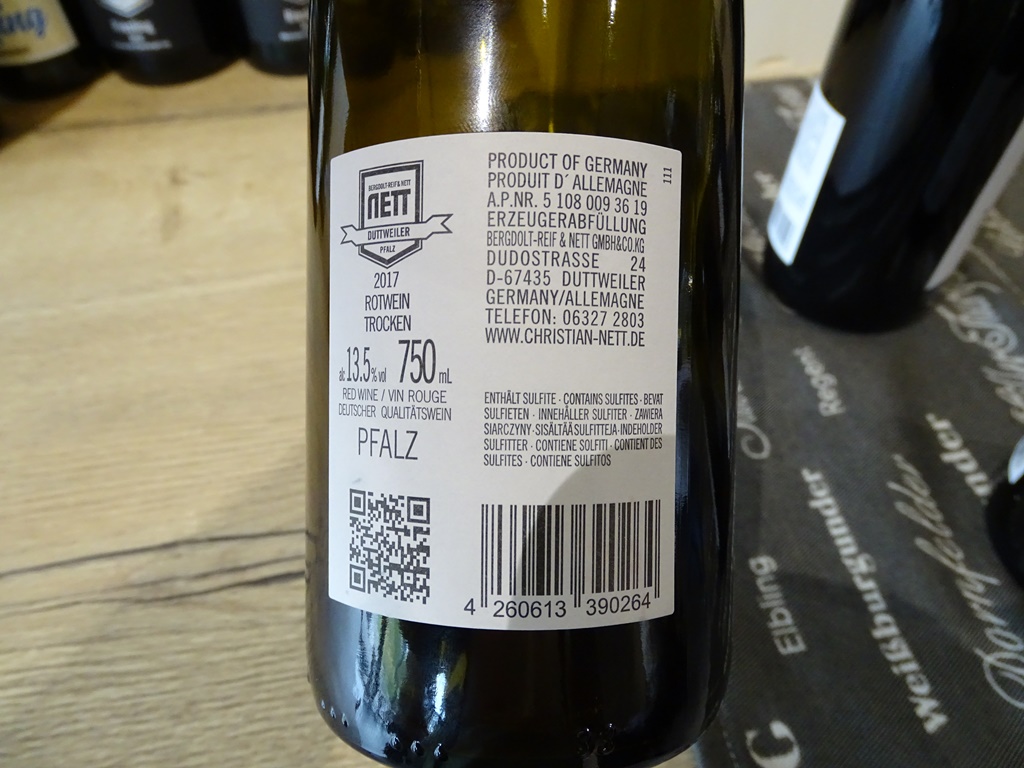 BERGDOLT-REIF & NETT
NETT
DUTTWEILER
PFALZ
2017
ROTWEIN
TROCKEN
alc 13.5 % vol 750 mL
RED WINE / VIN ROUGE
DEUTSCHER QUALITÄTSWEIN
PFALZ
PRODUCT OF GERMANY
PRODUIT D´ ALLEMAGNE
A.P.NR. 5 108 009 36 19
ERZEUGERABFÜLLUNG
BERGDOLT-REIF & NETT GMBH&CO.KG
DUDOSTRASSE 24
D-67435 DUTTWEILER
GERMANY/ALLEMAGNE
TELEFON: 06327 2803
WWW.CHRISTIAN-NETT.DE
111
ENTHÄLT SULFITE · CONTAINS SULFITES · BEVAT
SULFIETEN · INNEHÅLLER SULFITER · ZAWIERA
SIARCZYNY · SISÄLTÄÄ SULFITTEJA · INDEHOLDER
SULFITTER · CONTIENE SOLFITI · CONTIENT DES
SULFITES · CONTIENE SULFITOS
4 260613 390264
Regent
Elbling
Weißburgunder
Dornfelder